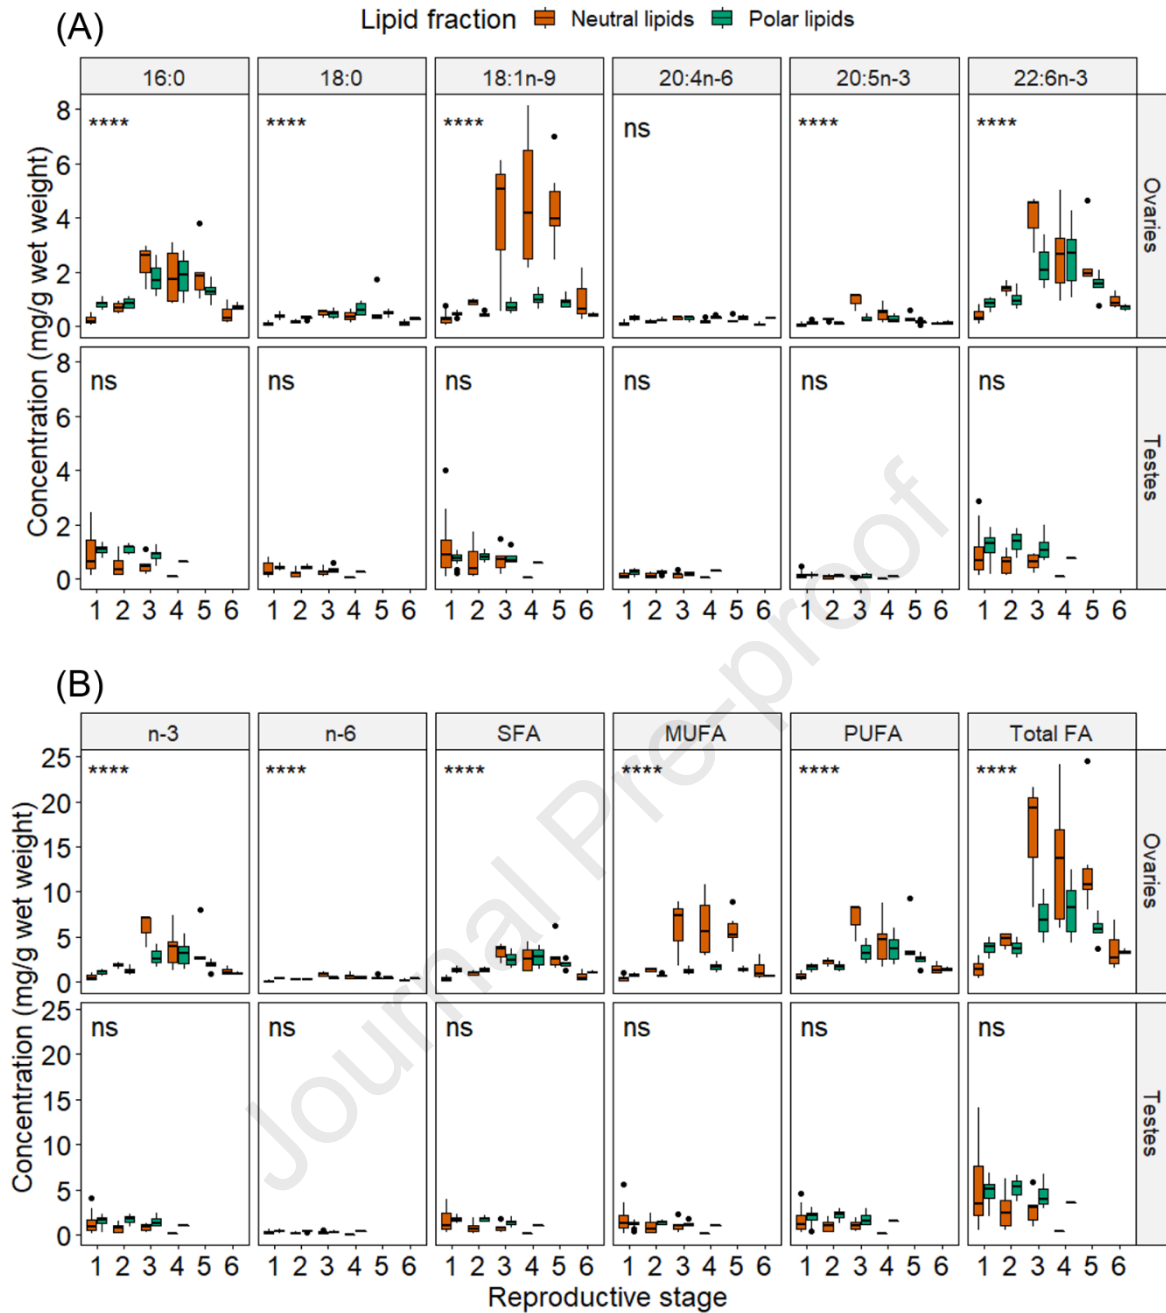 Lipid fraction Neutral lipids Polar lipids
(A)
16:0 18:0 18:1n-9 20:4n-6 20:5n-3 22:6n-3
**** **** **** ns **** ****
8
6
4
2
0
Ovaries
ns ns ns ns ns ns
8
6
4
2
0
Testes
Concentration (mg/g wet weight)
1 2 3 4 5 6 1 2 3 4 5 6 1 2 3 4 5 6 1 2 3 4 5 6 1 2 3 4 5 6 1 2 3 4 5 6
(B)
n-3 n-6 SFA MUFA PUFA Total FA
**** **** **** **** **** ****
25
20
15
10
5
0
Ovaries
ns ns ns ns ns ns
25
20
15
10
5
0
Testes
Concentration (mg/g wet weight)
1 2 3 4 5 6 1 2 3 4 5 6 1 2 3 4 5 6 1 2 3 4 5 6 1 2 3 4 5 6 1 2 3 4 5 6
Reproductive stage
Journal Pre-proof